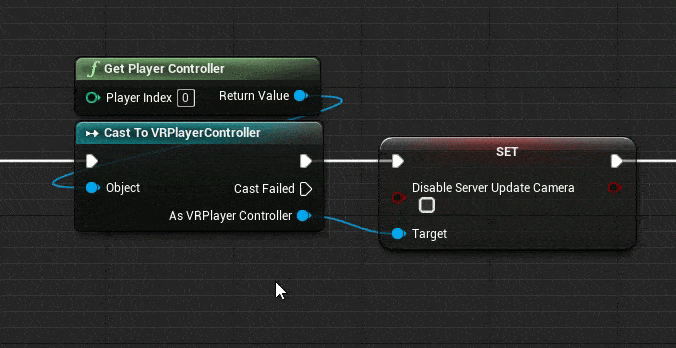 f Get Player Controller
Player Index 0 Return Value
Cast To VRPlayerController
Object Cast Failed
As VRPlayer Controller
SET
Disable Server Update Camera
Target